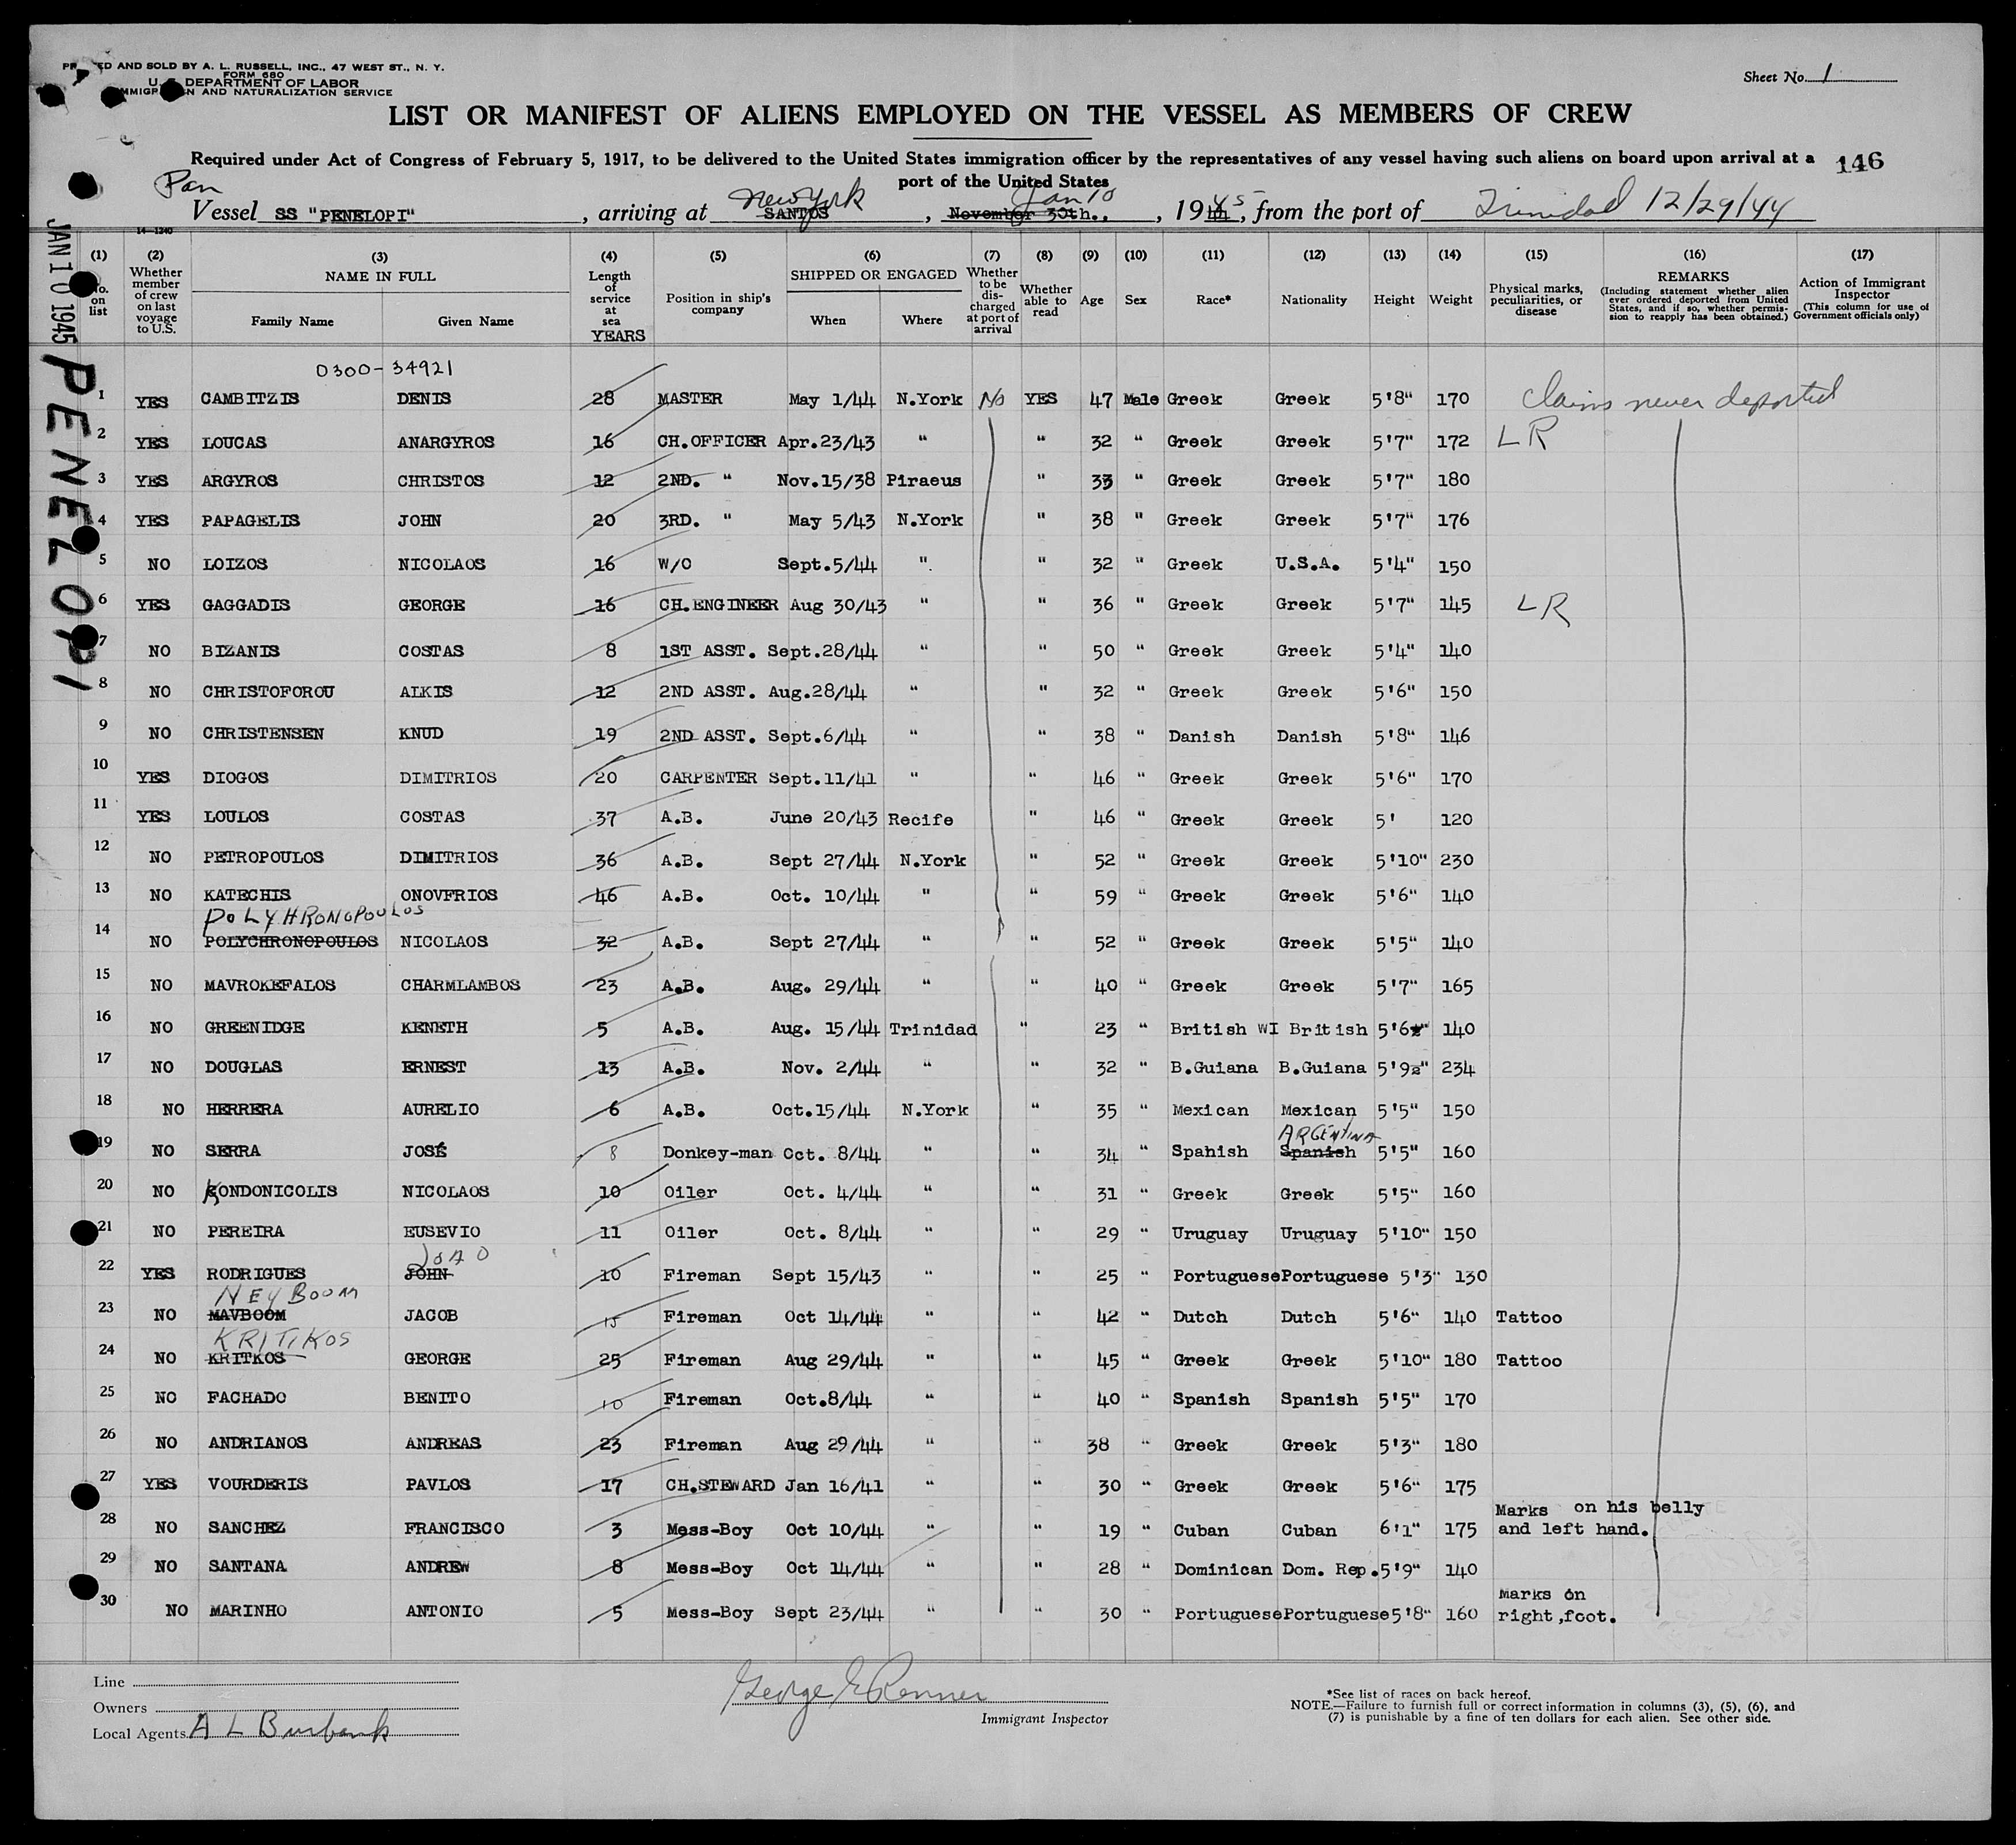 PR ED AND SOLD BY A. L. RUSSELL, INC., 47 WEST ST., N. Y.
FORM 680
U. S. DEPARTMENT OF LABOR
IMMIGR N AND NATURALIZATION SERVICE
Sheet No. 1
LIST OR MANIFEST OF ALIENS EMPLOYED ON THE VESSEL AS MEMBERS OF CREW
Required under Act of Congress of February 5, 1917, to be delivered to the United States immigration officer by the representatives of any vessel having such aliens on board upon arrival at a
port of the United States
146
Pan New York Jan 10 45
Vessel SS "PENELOPI", arriving at SANTOS, November 30th., 1944, from the port of Trinidad 12/29/44
14-1240
JAN 10 1945
PENELOPI
(1) No. on list
(2) Whether member of crew on last voyage to U.S.
(3) NAME IN FULL Family Name Given Name
(4) Length of service at sea YEARS
(5) Position in ship's company
(6) SHIPPED OR ENGAGED When Where
(7) Whether to be discharged at port of arrival
(8) Whether able to read
(9) Age
(10) Sex
(11) Race*
(12) Nationality
(13) Height
(14) Weight
(15) Physical marks, peculiarities, or disease
(16) REMARKS (Including statement whether alien ever ordered deported from United States, and if so, whether permission to reapply has been obtained.)
(17) Action of Immigrant Inspector (This column for use of Government officials only)
0300-34921
1 YES CAMBITZIS DENIS 28 MASTER May 1/44 N.York No YES 47 Male Greek Greek 5'8" 170 Claims never deported
2 YES LOUCAS ANARGYROS 16 CH.OFFICER Apr.23/43 " " 32 " Greek Greek 5'7" 172 LR
3 YES ARGYROS CHRISTOS 12 2ND. " Nov.15/38 Piraeus " 33 " Greek Greek 5'7" 180
4 YES PAPAGELIS JOHN 20 3RD. " May 5/43 N.York " 38 " Greek Greek 5'7" 176
5 NO LOIZOS NICOLAOS 16 W/O Sept.5/44 " " 32 " Greek U.S.A. 5'4" 150
6 YES GAGGADIS GEORGE 16 CH.ENGINEER Aug 30/43 " " 36 " Greek Greek 5'7" 145 LR
7 NO BIZANIS COSTAS 8 1ST ASST. Sept.28/44 " " 50 " Greek Greek 5'4" 140
8 NO CHRISTOFOROU ALKIS 12 2ND ASST. Aug.28/44 " " 32 " Greek Greek 5'6" 150
9 NO CHRISTENSEN KNUD 19 2ND ASST. Sept.6/44 " " 38 " Danish Danish 5'8" 146
10 YES DIOGOS DIMITRIOS 20 CARPENTER Sept.11/41 " " 46 " Greek Greek 5'6" 170
11 YES LOULOS COSTAS 37 A.B. June 20/43 Recife " 46 " Greek Greek 5' 120
12 NO PETROPOULOS DIMITRIOS 36 A.B. Sept 27/44 N.York " 52 " Greek Greek 5'10" 230
13 NO KATECHIS ONOVFRIOS 46 A.B. Oct. 10/44 " " 59 " Greek Greek 5'6" 140
POLYHRONOPOULOS
14 NO POLYCHRONOPOULOS NICOLAOS 32 A.B. Sept 27/44 " " 52 " Greek Greek 5'5" 140
15 NO MAVROKEFALOS CHARMLAMBOS 23 A.B. Aug. 29/44 " " 40 " Greek Greek 5'7" 165
16 NO GREENIDGE KENETH 5 A.B. Aug. 15/44 Trinidad " 23 " British WI British 5'6" 140
17 NO DOUGLAS ERNEST 13 A.B. Nov. 2/44 " " 32 " B.Guiana B.Guiana 5'9" 234
18 NO HERRERA AURELIO 6 A.B. Oct.15/44 N.York " 35 " Mexican Mexican 5'5" 150
ARGENTINA
19 NO SERRA JOSÉ 8 Donkey-man Oct. 8/44 " " 34 " Spahish Spanish 5'5" 160
20 NO KONDONICOLIS NICOLAOS 10 Oiler Oct. 4/44 " " 31 " Greek Greek 5'5" 160
21 NO PEREIRA EUSEVIO 11 Oiler Oct. 8/44 " " 29 " Uruguay Uruguay 5'10" 150
JOAO
22 YES RODRIGUES JOHN 10 Fireman Sept 15/43 " " 25 " Portuguese Portuguese 5'3" 130
NEYBOOM
23 NO MAVBOOM JACOB 15 Fireman Oct 14/44 " " 42 " Dutch Dutch 5'6" 140 Tattoo
KRITIKOS
24 NO KRITKOS GEORGE 25 Fireman Aug 29/44 " " 45 " Greek Greek 5'10" 180 Tattoo
25 NO FACHADO BENITO 10 Fireman Oct.8/44 " " 40 " Spanish Spanish 5'5" 170
26 NO ANDRIANOS ANDREAS 23 Fireman Aug 29/44 " " 38 " Greek Greek 5'3" 180
27 YES VOURDERIS PAVLOS 17 CH.STEWARD Jan 16/41 " " 30 " Greek Greek 5'6" 175
28 NO SANCHEZ FRANCISCO 3 Mess-Boy Oct 10/44 " " 19 " Cuban Cuban 6'1" 175 Marks on his belly and left hand.
29 NO SANTANA ANDREW 8 Mess-Boy Oct 14/44 " " 28 " Dominican Dom. Rep. 5'9" 140
30 NO MARINHO ANTONIO 5 Mess-Boy Sept 23/44 " " 30 " Portuguese Portuguese 5'8" 160 Marks on right,foot.
Line
Owners
Local Agents A L Burbank
George E Renner
Immigrant Inspector
*See list of races on back hereof.
NOTE.—Failure to furnish full or correct information in columns (3), (5), (6), and
(7) is punishable by a fine of ten dollars for each alien. See other side.